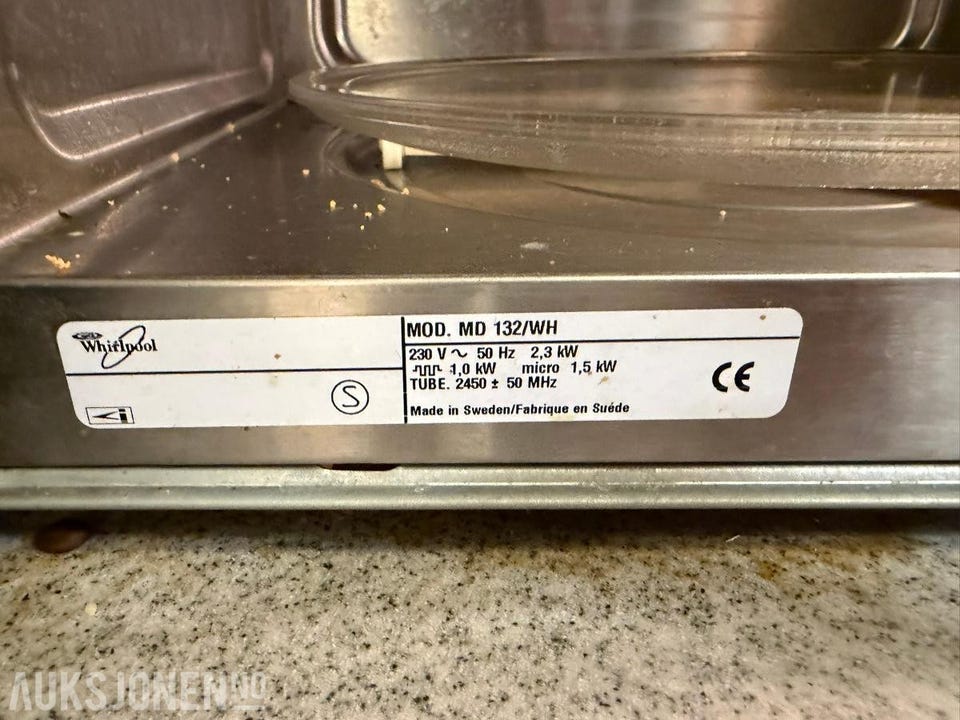 Whirlpool
S
MOD. MD 132/WH
230 V ~ 50 Hz 2,3 kW
1,0 kW micro 1,5 kW
TUBE. 2450 ± 50 MHz
Made in Sweden/Fabrique en Suéde
CE
AUKSJONEN.NO